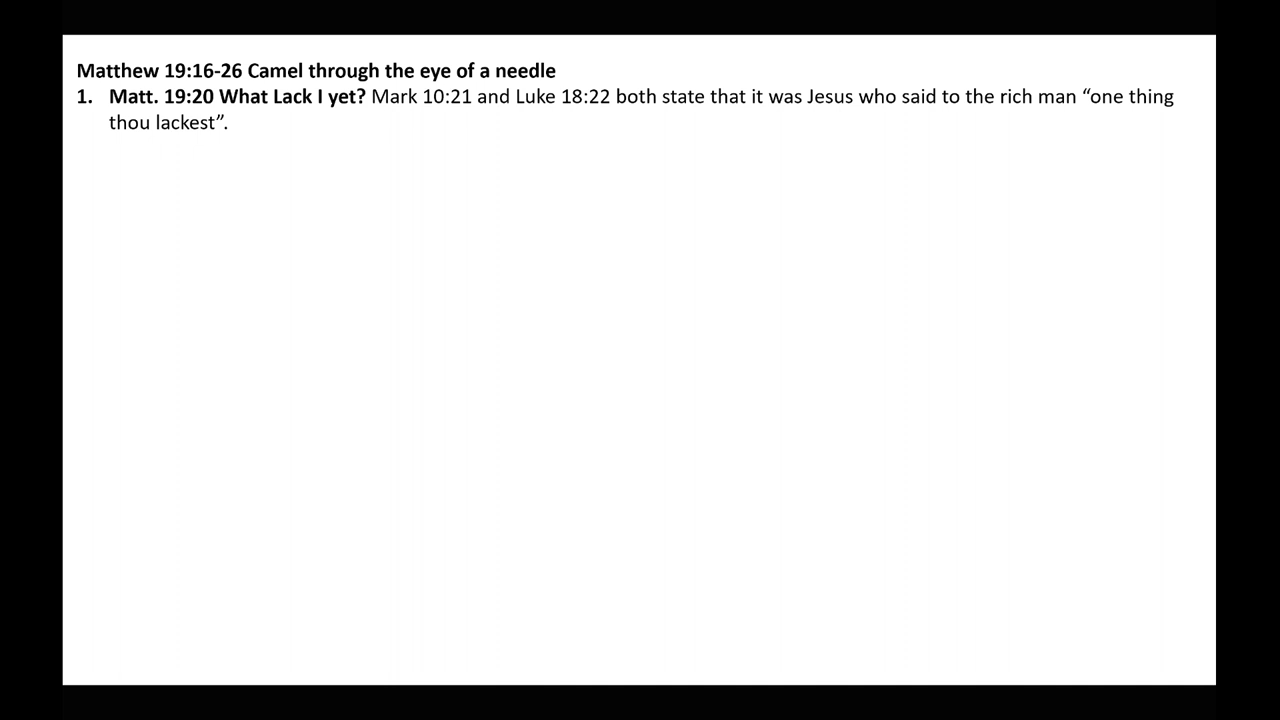 Matthew 19:16-26 Camel through the eye of a needle
1. Matt. 19:20 What Lack I yet? Mark 10:21 and Luke 18:22 both state that it was Jesus who said to the rich man “one thing
thou lackest”.